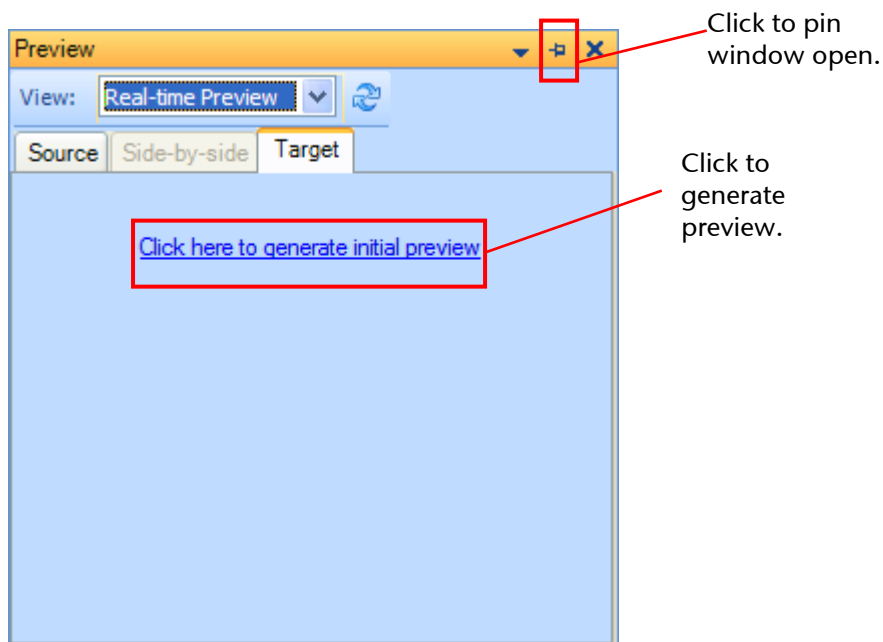 Click to pin
window open.
Preview
View: Real-time Preview
Source Side-by-side Target
Click to
generate
preview.
Click here to generate initial preview